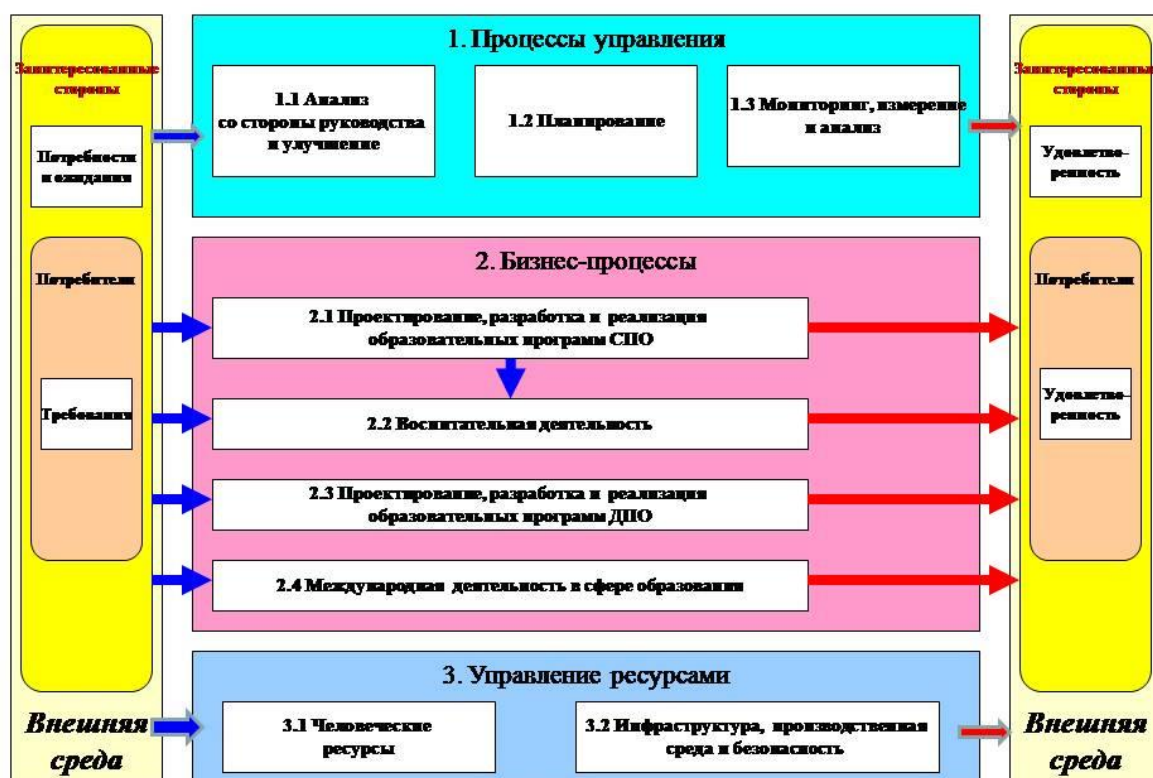 Заинтересованные
стороны
Потребности
и ожидания
Потребители
Требования
Внешняя
среда
1. Процессы управления
1.1 Анализ
со стороны руководства
и улучшение
1.2 Планирование
1.3 Мониторинг, измерение
и анализ
2. Бизнес-процессы
2.1 Проектирование, разработка и реализация
образовательных программ СПО
2.2 Воспитательная деятельность
2.3 Проектирование, разработка и реализация
образовательных программ ДПО
2.4 Международная деятельность в сфере образования
3. Управление ресурсами
3.1 Человеческие
ресурсы
3.2 Инфраструктура, производственная
среда и безопасность
Заинтересованные
стороны
Удовлетво-
ренность
Потребители
Удовлетво-
ренность
Внешняя
среда